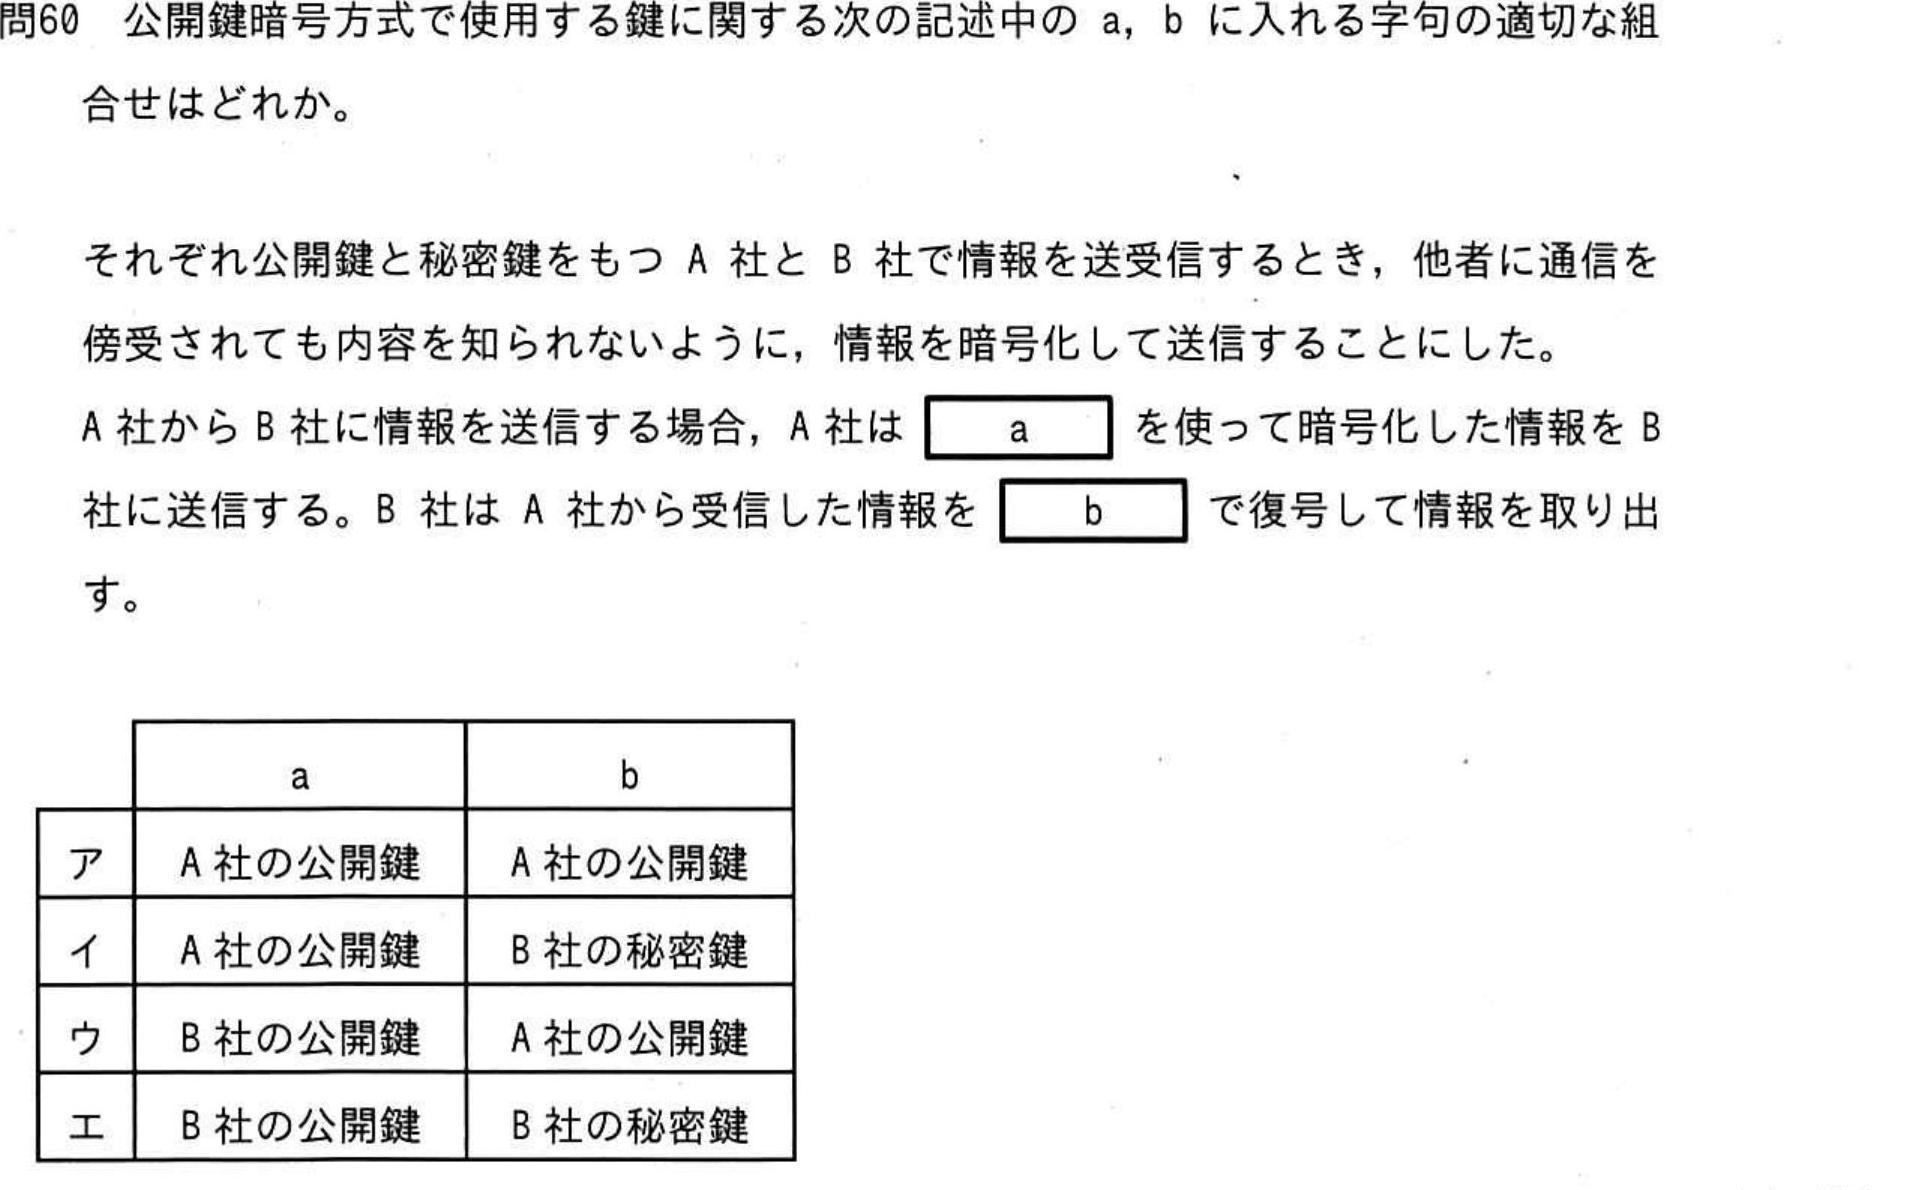 問60 公開鍵暗号方式で使用する鍵に関する次の記述中の a, b に入れる字句の適切な組
合せはどれか。
それぞれ公開鍵と秘密鍵をもつ A 社と B 社で情報を送受信するとき，他者に通信を
傍受されても内容を知られないように，情報を暗号化して送信することにした。
A 社から B 社に情報を送信する場合，A 社は a を使って暗号化した情報を B
社に送信する。B 社は A 社から受信した情報を b で復号して情報を取り出
す。
a b
ア A 社の公開鍵 A 社の公開鍵
イ A 社の公開鍵 B 社の秘密鍵
ウ B 社の公開鍵 A 社の公開鍵
エ B 社の公開鍵 B 社の秘密鍵